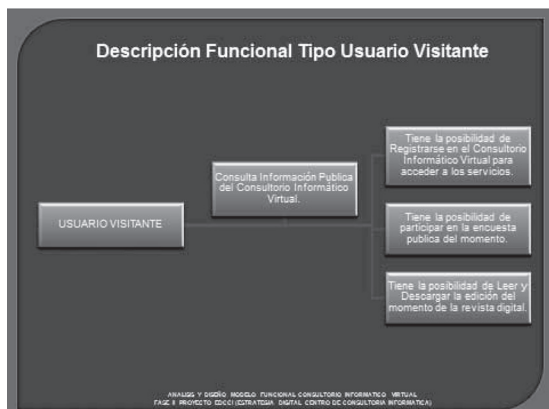 Descripción Funcional Tipo Usuario Visitante
Tiene la posibilidad de
Registrarse en el Consultorio
Informático Virtual para
acceder a los servicios.
Consulta Información Publica
del Consultorio Informático
Virtual.
USUARIO VISITANTE
Tiene la posibilidad de
participar en la encuesta
publica del momento.
Tiene la posibilidad de Leer y
Descargar la edición del
momento de la revista digital.
ANALISIS Y DISEÑO MODELO FUNCIONAL CONSULTORIO INFORMATICO VIRTUAL
FASE II PROYECTO EDCCI (ESTRATEGIA DIGITAL CENTRO DE CONSULTORIA INFORMATICA)